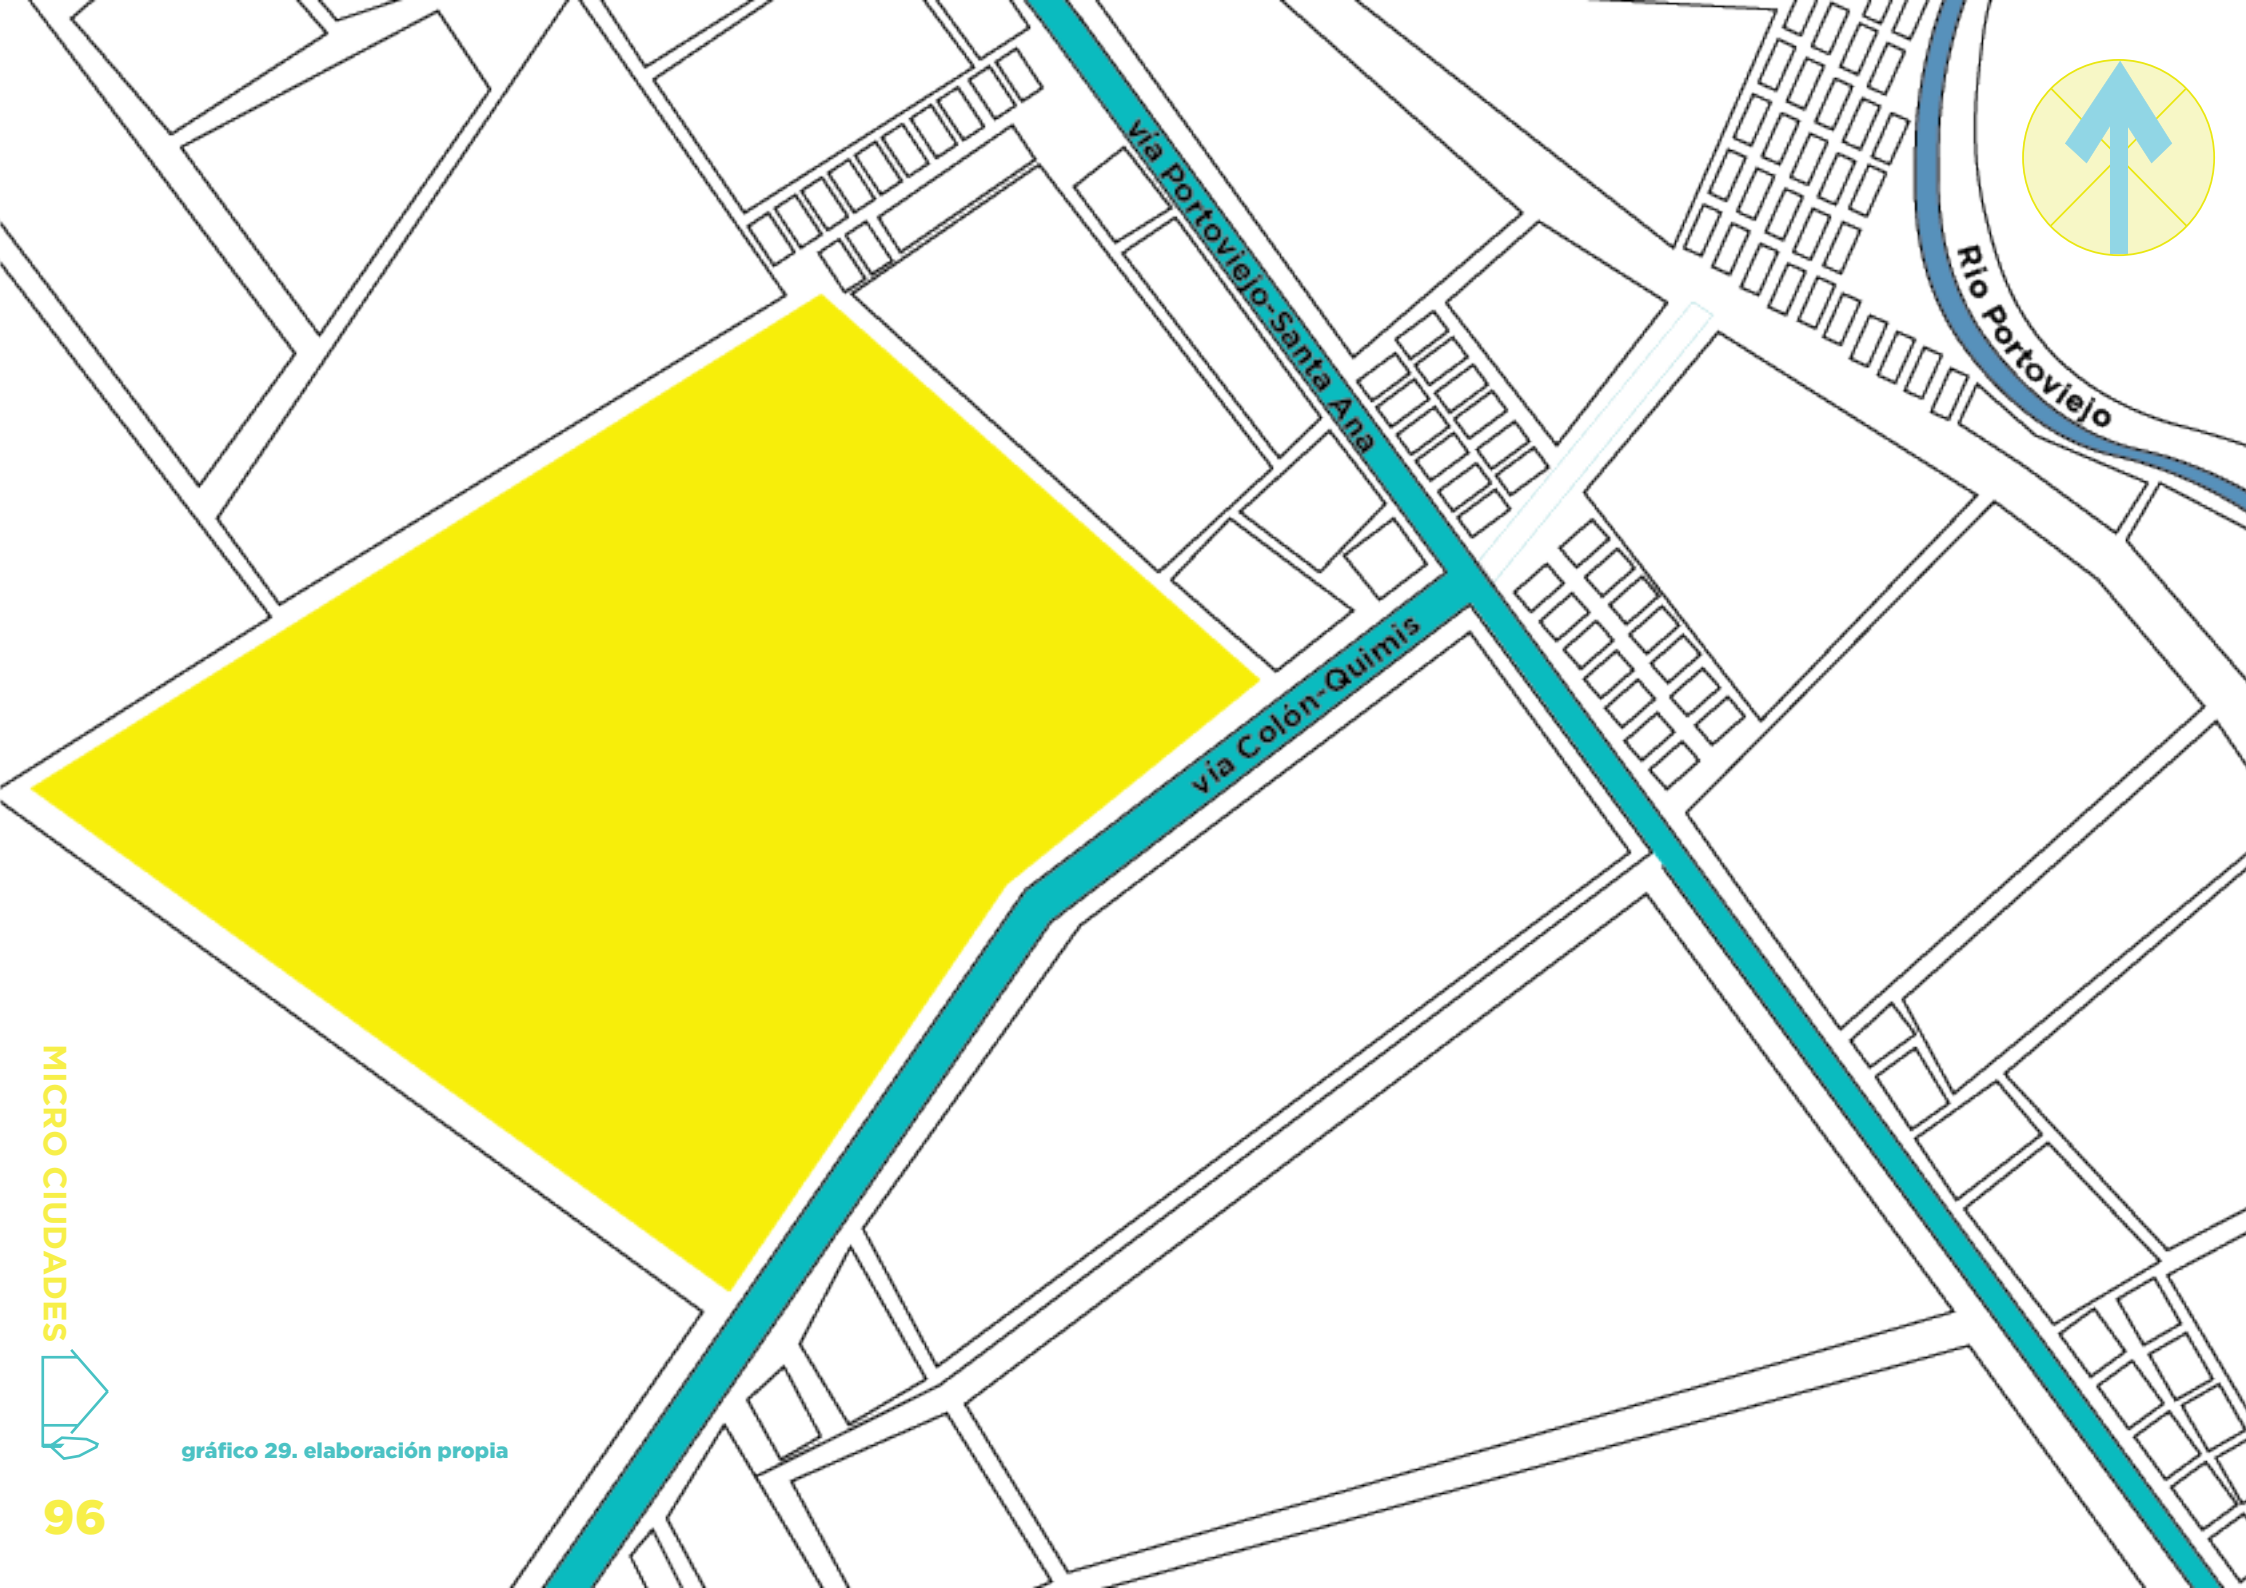 vía Portoviejo-Santa Ana
Río Portoviejo
vía Colón-Quimis
MICRO CIUDADES
gráfico 29. elaboración propia
96